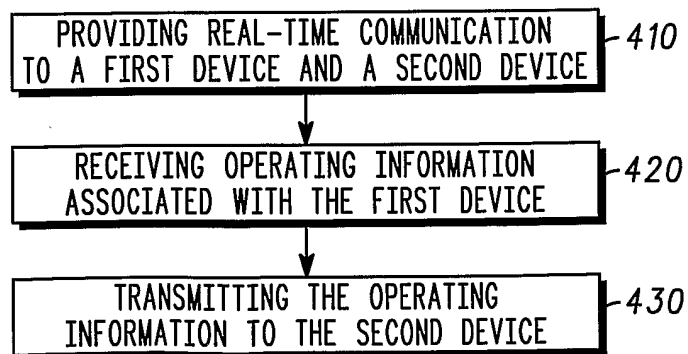 PROVIDING REAL-TIME COMMUNICATION
TO A FIRST DEVICE AND A SECOND DEVICE
410
RECEIVING OPERATING INFORMATION
ASSOCIATED WITH THE FIRST DEVICE
420
TRANSMITTING THE OPERATING
INFORMATION TO THE SECOND DEVICE
430